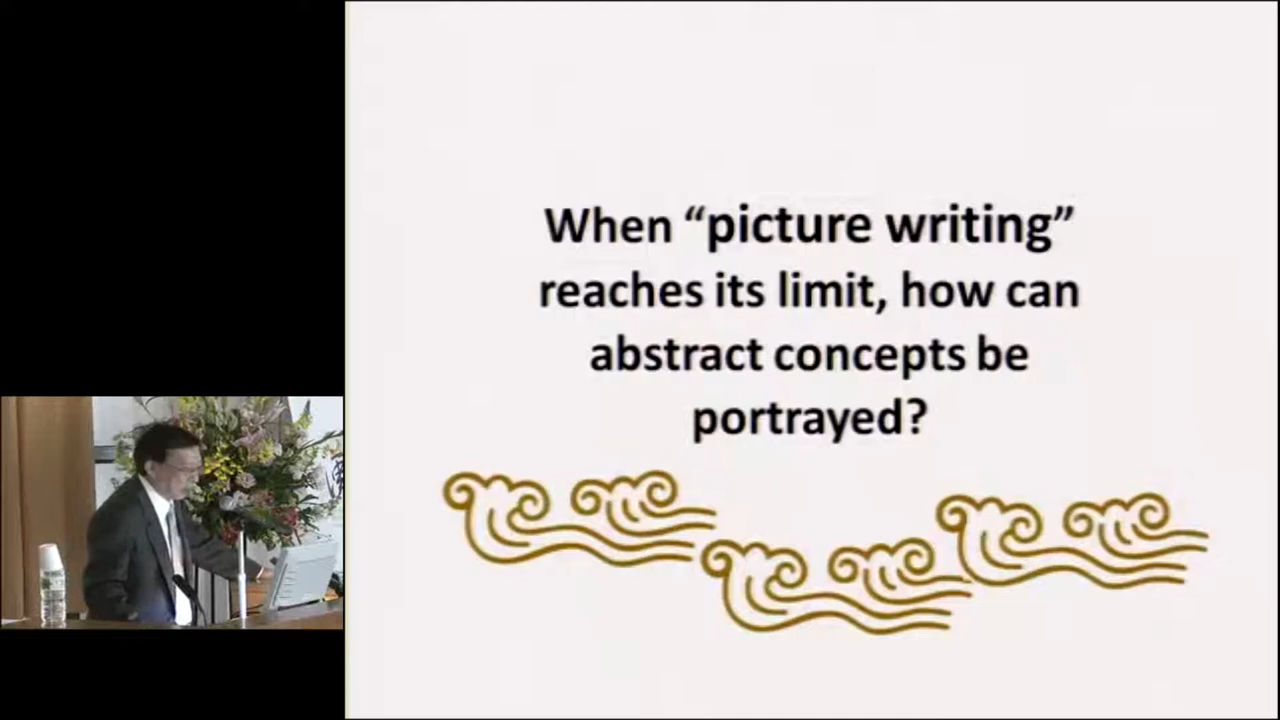 When “picture writing”
reaches its limit, how can
abstract concepts be
portrayed?